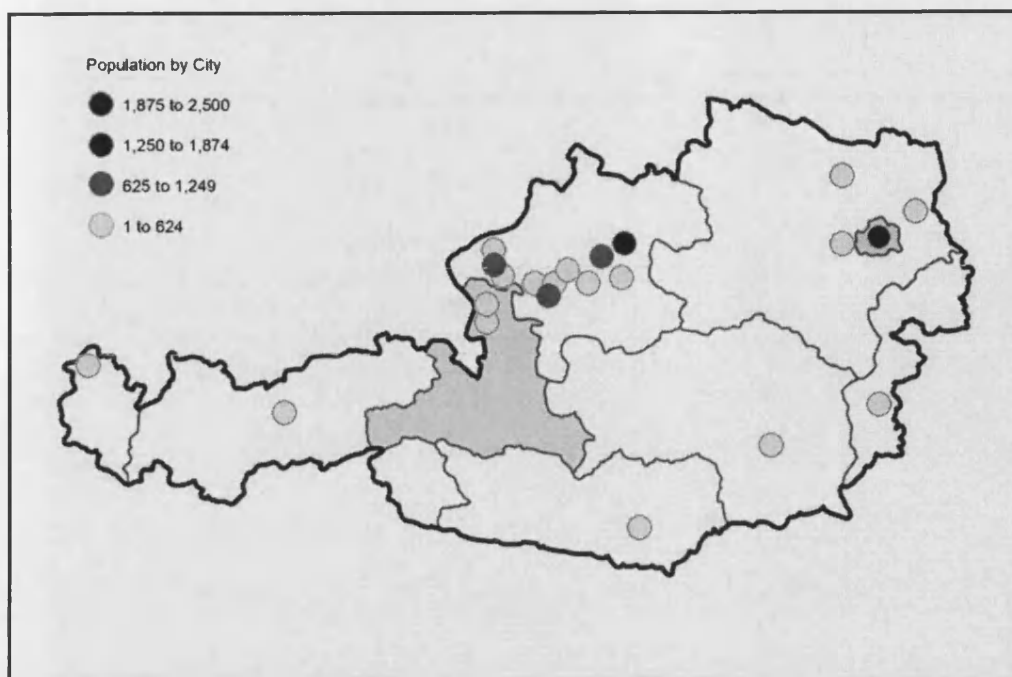 Population by City
1,875 to 2,500
1,250 to 1,874
625 to 1,249
1 to 624